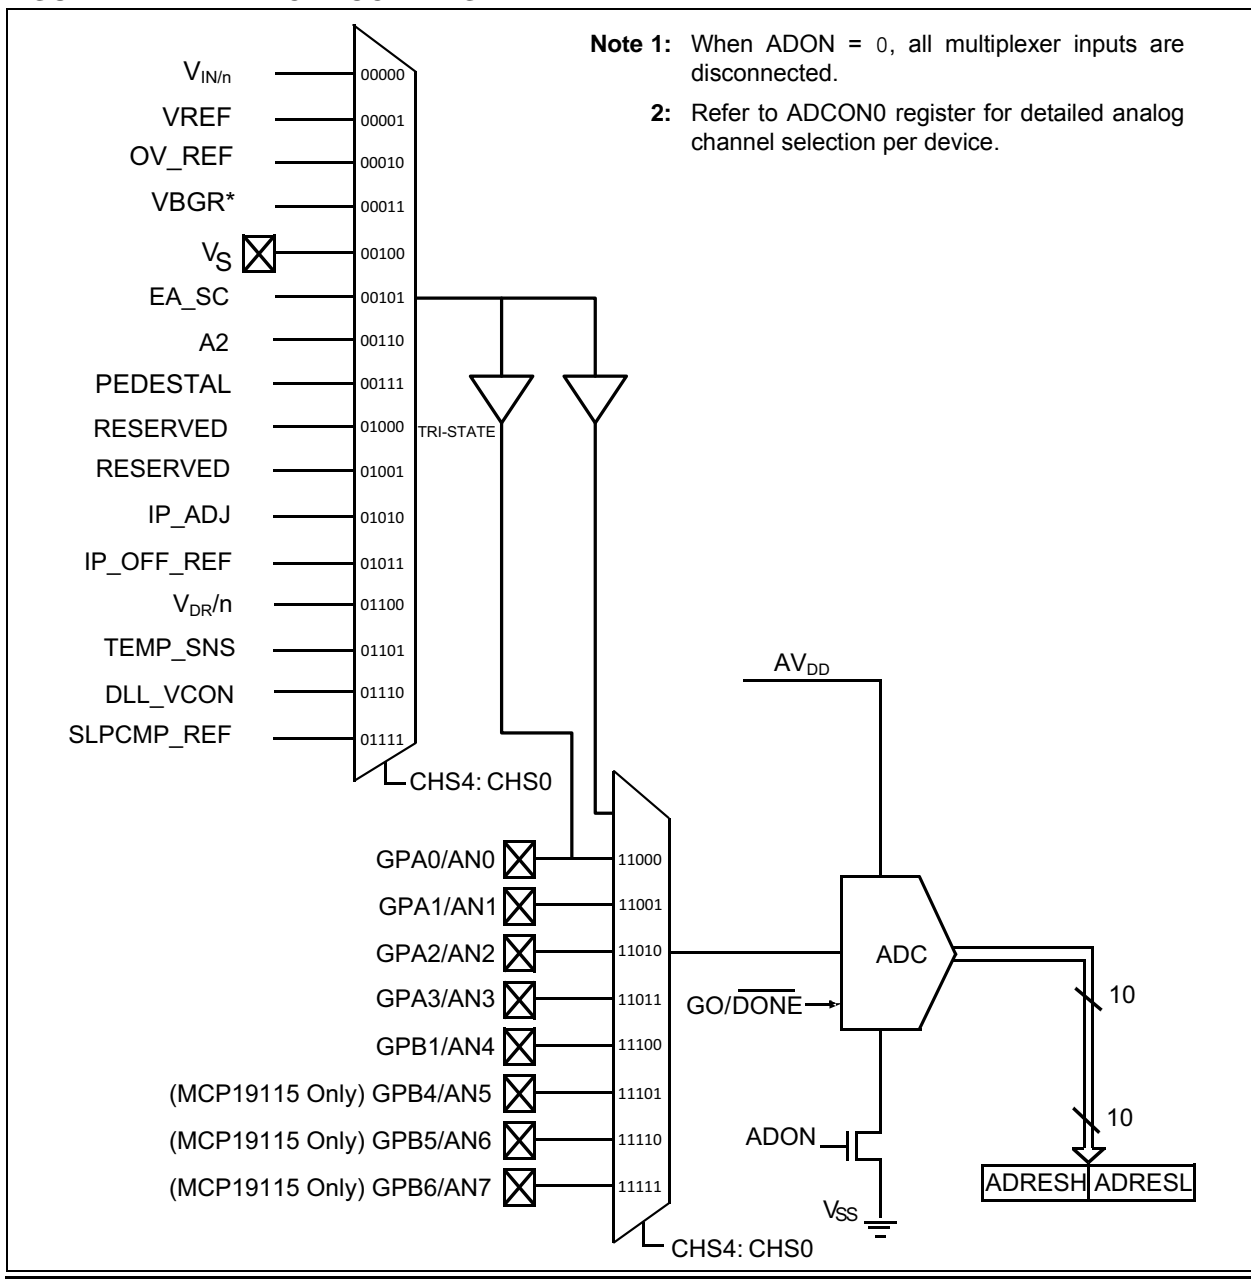 Note 1: When ADON = 0, all multiplexer inputs are
disconnected.
2: Refer to ADCON0 register for detailed analog
channel selection per device.
VIN/n 00000
VREF 00001
OV_REF 00010
VBGR* 00011
VS 00100
EA_SC 00101
A2 00110
PEDESTAL 00111
RESERVED 01000
TRI-STATE
RESERVED 01001
IP_ADJ 01010
IP_OFF_REF 01011
VDR/n 01100
TEMP_SNS 01101
DLL_VCON 01110
SLPCMP_REF 01111
CHS4: CHS0
AVDD
GPA0/AN0 11000
GPA1/AN1 11001
GPA2/AN2 11010
GPA3/AN3 11011
GPB1/AN4 11100
(MCP19115 Only) GPB4/AN5 11101
(MCP19115 Only) GPB5/AN6 11110
(MCP19115 Only) GPB6/AN7 11111
CHS4: CHS0
ADC
GO/DONE
10
10
ADON
VSS
ADRESH ADRESL